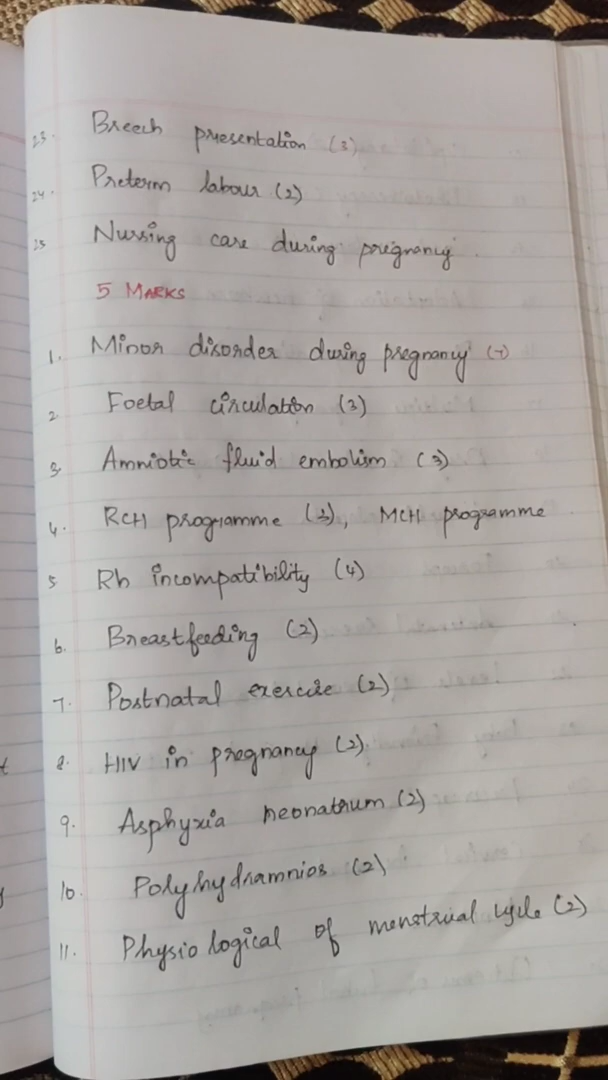 23. Breech presentation (3)
24. Preterm labour (2)
25 Nursing care during pregnancy.
5 MARKS
1. Minor disorder during pregnancy (7)
2 Foetal circulation (3)
3. Amniotic fluid embolism (3)
4. RCH programme (3), MCH programme
5 Rh incompatibility (4)
6. Breastfeeding (2)
7. Postnatal exercise (2)
8. HIV in pregnancy (2)
9. Asphyxia neonatrum (2)
10. Polyhydramnios (2)
11. Physiological of menstrual cycle (2)